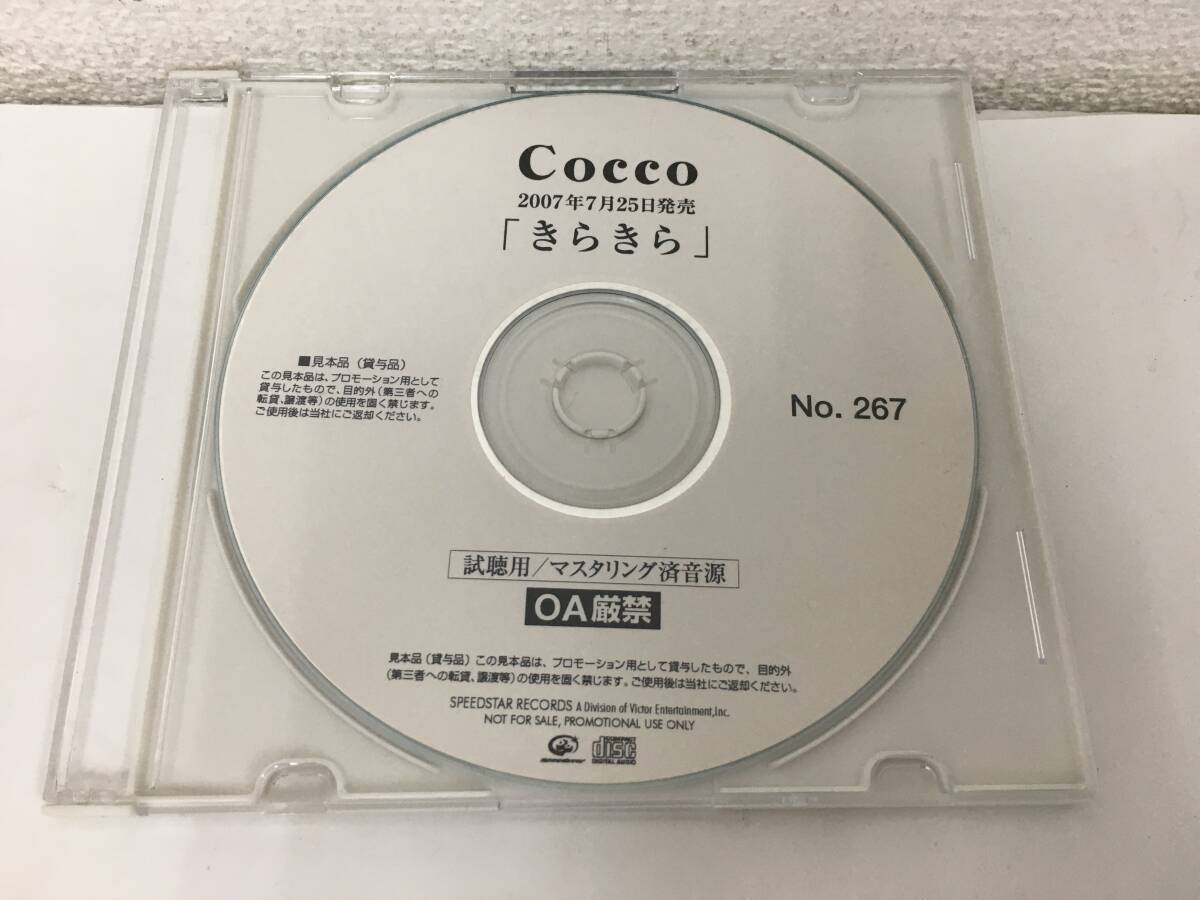 Cocco
2007年7月25日発売
「きらきら」
■見本品（貸与品）
この見本品は、プロモーション用として
貸与したもので、目的外（第三者への
転貸、譲渡等）の使用を固く禁じます。
ご使用後は当社にご返却ください。
No. 267
試聴用/マスタリング済音源
OA厳禁
見本品（貸与品）この見本品は、プロモーション用として貸与したもので、目的外
（第三者への転貸、譲渡等）の使用を固く禁じます。ご使用後は当社にご返却ください。
SPEEDSTAR RECORDS A Division of Victor Entertainment,Inc.
NOT FOR SALE, PROMOTIONAL USE ONLY
COMPACT
disc
DIGITAL AUDIO